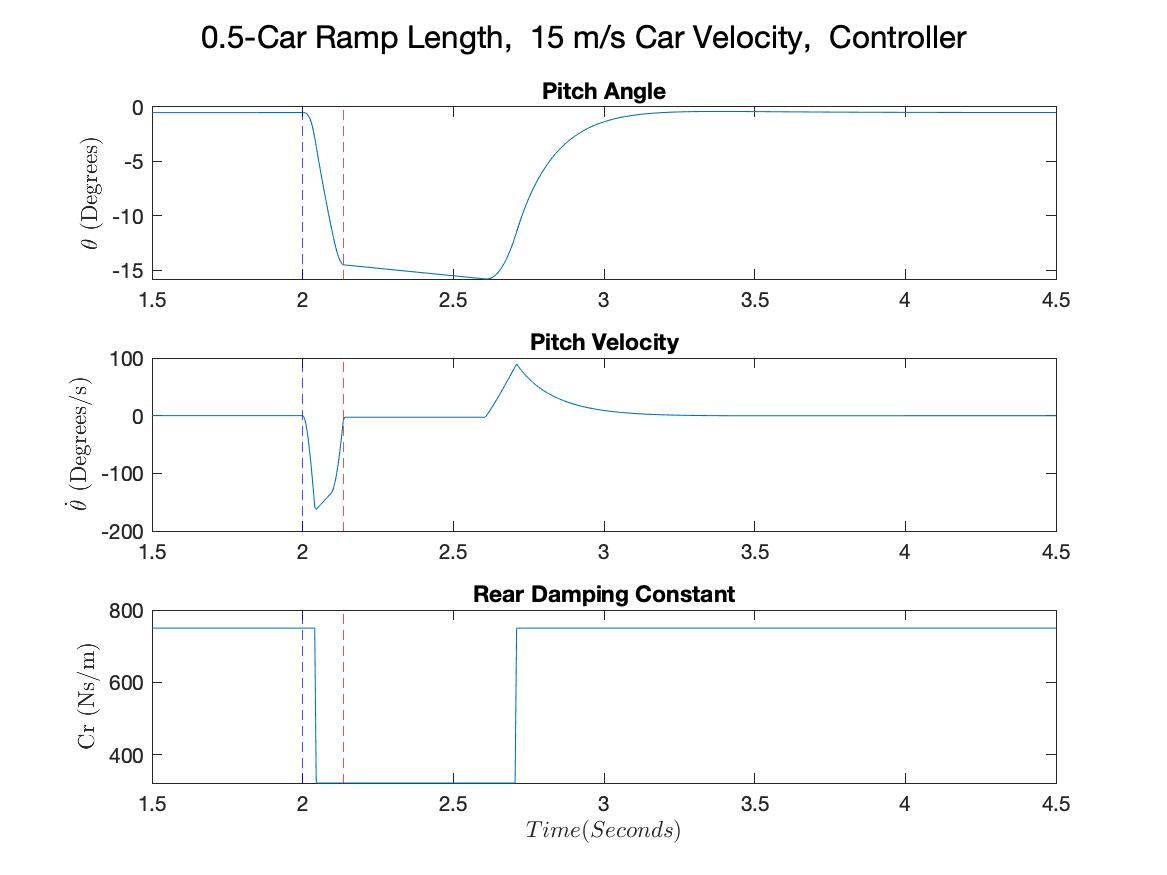 0.5-Car Ramp Length,  15 m/s Car Velocity,  Controller
Pitch Angle
0
-5
-10
-15
θ (Degrees)
1.5 2 2.5 3 3.5 4 4.5
Pitch Velocity
100
0
-100
-200
θ̇ (Degrees/s)
1.5 2 2.5 3 3.5 4 4.5
Rear Damping Constant
800
600
400
Cr (Ns/m)
1.5 2 2.5 3 3.5 4 4.5
Time(Seconds)